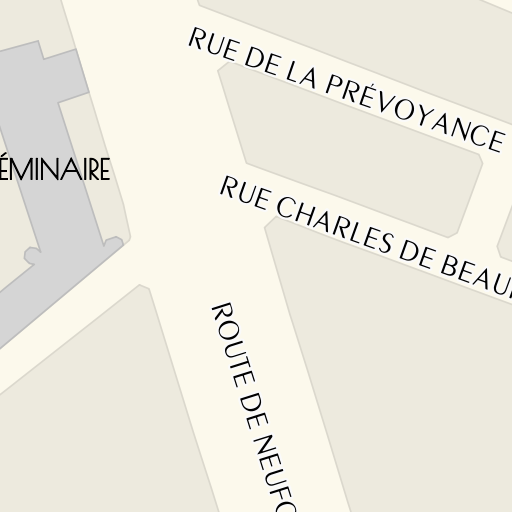 RUE DE LA PRÉVOYANCE
ÉMINAIRE
RUE CHARLES DE BEAU
ROUTE DE NEUFC